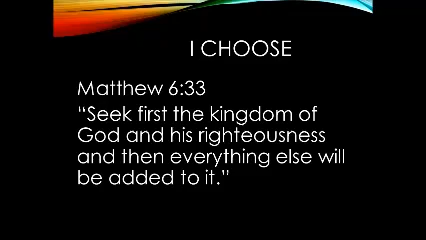 I CHOOSE
Matthew 6:33
“Seek first the kingdom of
God and his righteousness
and then everything else will
be added to it.”